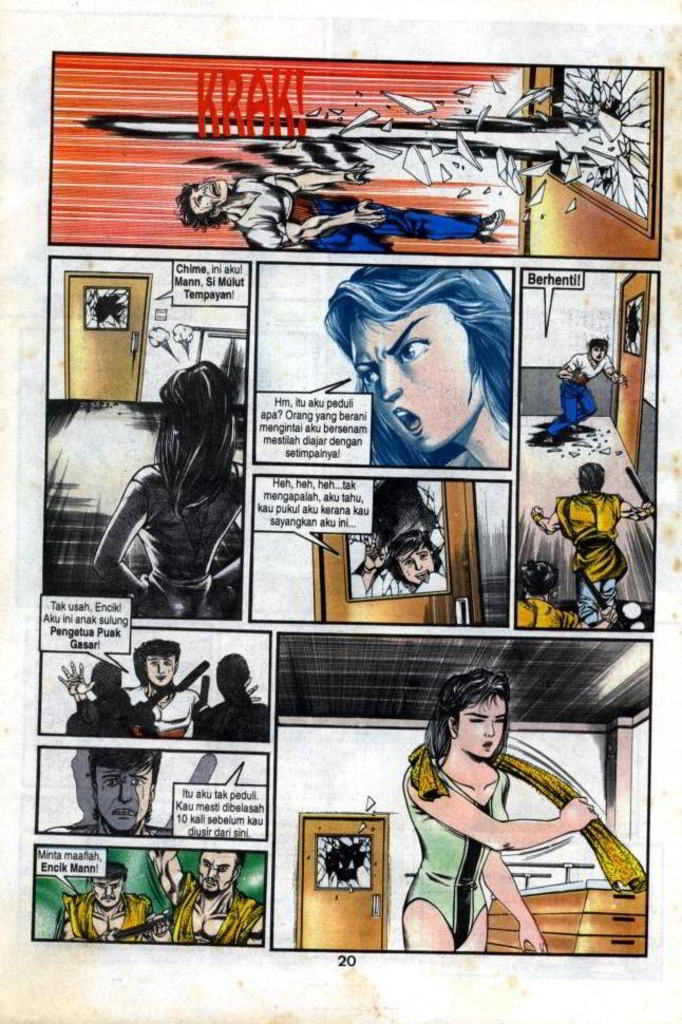 KRAK!
Chime, ini aku!
Mann, Si Mulut
Tempayan!
Hm, itu aku peduli
apa? Orang yang berani
mengintai aku bersenam
mestilah diajar dengan
setimpalnya!
Heh, heh, heh...tak
mengapalah, aku tahu,
kau pukul aku kerana kau
sayangkan aku ini...
Berhenti!
Tak usah, Encik!
Aku ini anak sulung
Pengetua Puak
Gasar!
Itu aku tak peduli.
Kau mesti dibelasah
10 kali sebelum kau
diusir dari sini.
Minta maaflah,
Encik Mann!
20